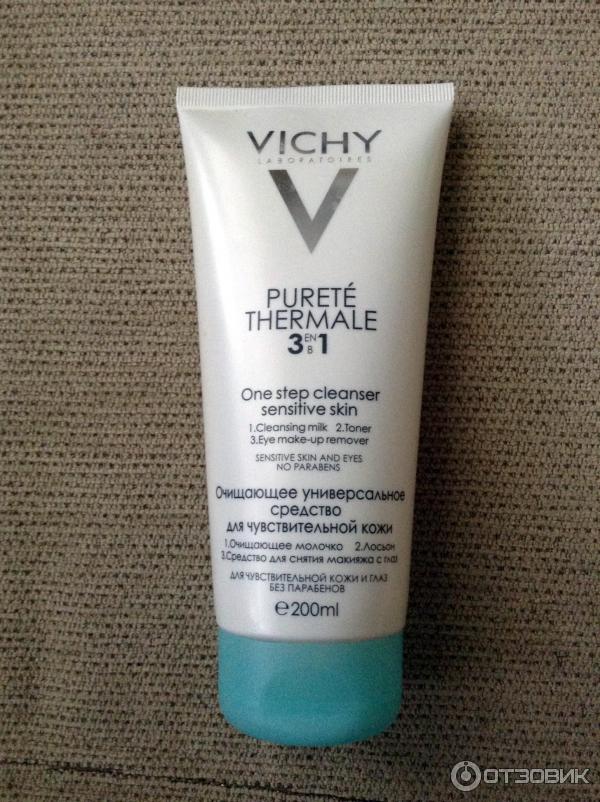 VICHY
LABORATOIRES
V
PURETÉ
THERMALE
3 EN B 1
One step cleanser
sensitive skin
1.Cleansing milk 2.Toner
3.Eye make-up remover
SENSITIVE SKIN AND EYES
NO PARABENS
Очищающее универсальное
средство
для чувствительной кожи
1.Очищающее молочко 2.Лосьон
3.Средство для снятия макияжа с глаз
ДЛЯ ЧУВСТВИТЕЛЬНОЙ КОЖИ И ГЛАЗ
БЕЗ ПАРАБЕНОВ
℮200ml
ОТЗОВИК